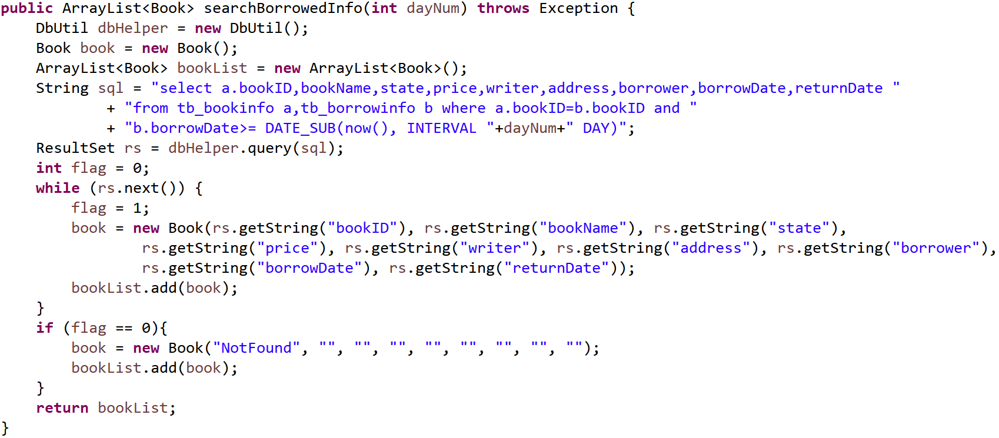 public ArrayList<Book> searchBorrowedInfo(int dayNum) throws Exception {
    DbUtil dbHelper = new DbUtil();
    Book book = new Book();
    ArrayList<Book> bookList = new ArrayList<Book>();
    String sql = "select a.bookID,bookName,state,price,writer,address,borrower,borrowDate,returnDate "
            + "from tb_bookinfo a,tb_borrowinfo b where a.bookID=b.bookID and "
            + "b.borrowDate>= DATE_SUB(now(), INTERVAL "+dayNum+" DAY)";
    ResultSet rs = dbHelper.query(sql);
    int flag = 0;
    while (rs.next()) {
        flag = 1;
        book = new Book(rs.getString("bookID"), rs.getString("bookName"), rs.getString("state"),
                rs.getString("price"), rs.getString("writer"), rs.getString("address"), rs.getString("borrower"),
                rs.getString("borrowDate"), rs.getString("returnDate"));
        bookList.add(book);
    }
    if (flag == 0){
        book = new Book("NotFound", "", "", "", "", "", "", "", "");
        bookList.add(book);
    }
    return bookList;
}